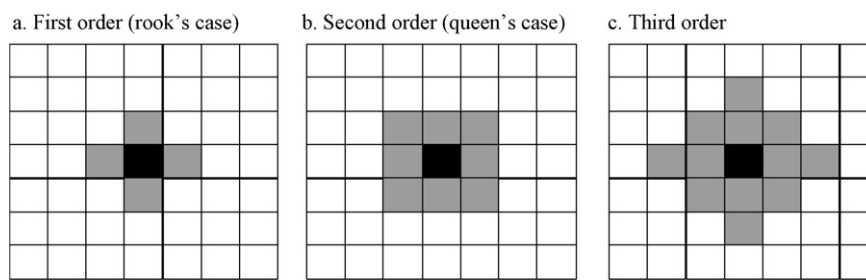 a. First order (rook's case)
b. Second order (queen's case)
c. Third order